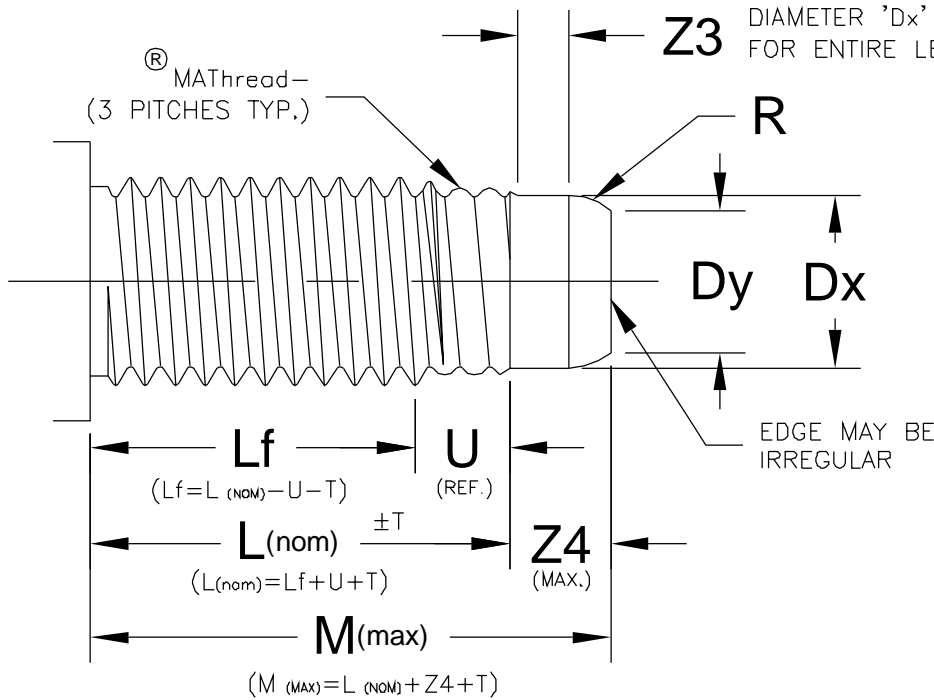 Z3
DIAMETER 'Dx'
FOR ENTIRE
® MAThread–
(3 PITCHES TYP.)
R
Dy
Dx
EDGE MAY BE
IRREGULAR
Lf
(Lf=L (NOM)–U–T)
U
(REF.)
L(nom) ±T
(L(nom)=Lf+U+T)
Z4
(MAX.)
M(max)
(M (MAX)=L (NOM)+Z4+T)